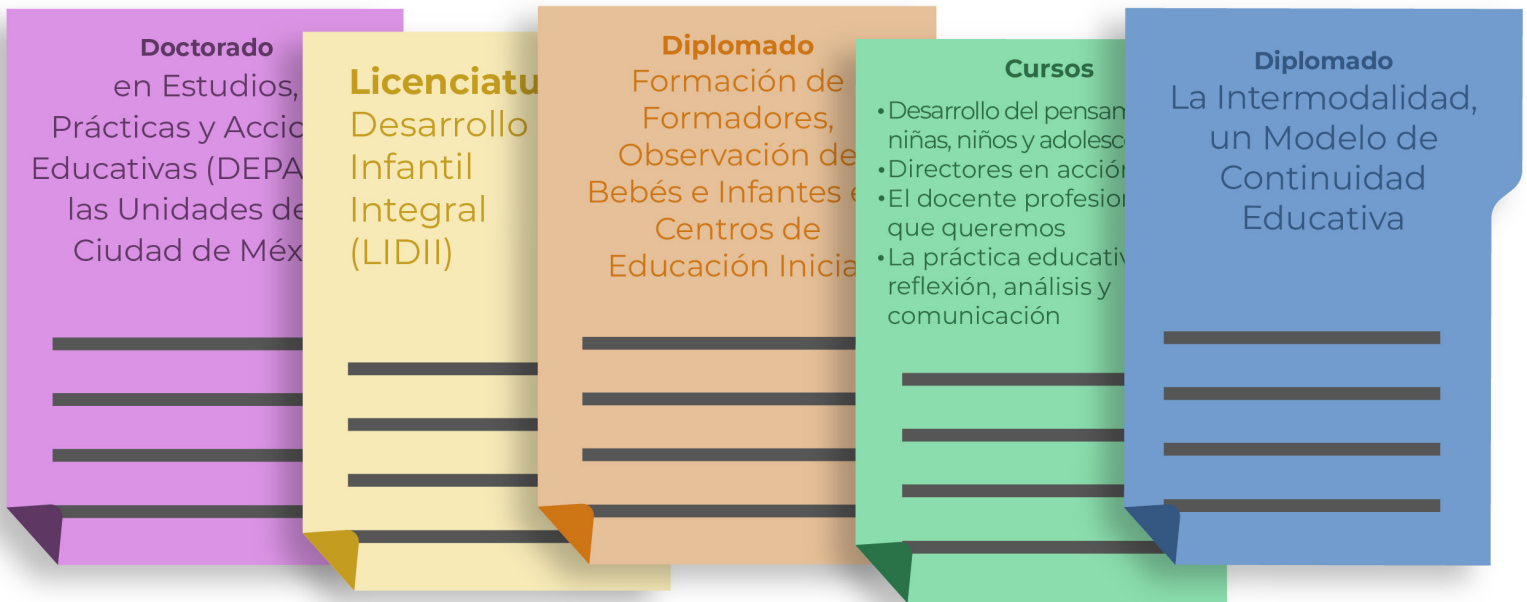 Doctorado
en Estudios,
Prácticas y Accio
Educativas (DEPA
las Unidades de
Ciudad de Méx
Licenciatu
Desarrollo
Infantil
Integral
(LIDII)
Diplomado
Formación de
Formadores,
Observación de
Bebés e Infantes e
Centros de
Educación Inicia
Cursos
•Desarrollo del pensam
niñas, niños y adolesc
•Directores en acción
•El docente profesion
que queremos
•La práctica educativ
reflexión, análisis y
comunicación
Diplomado
La Intermodalidad,
un Modelo de
Continuidad
Educativa